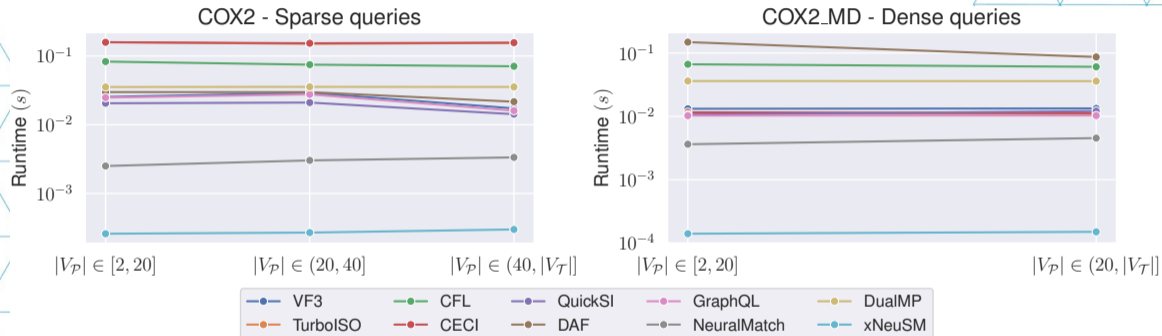 COX2 - Sparse queries
Runtime (s)
10⁻¹
10⁻²
10⁻³
|V_P| ∈ [2, 20]
|V_P| ∈ (20, 40]
|V_P| ∈ (40, |V_T|]
COX2_MD - Dense queries
Runtime (s)
10⁻¹
10⁻²
10⁻³
10⁻⁴
|V_P| ∈ [2, 20]
|V_P| ∈ (20, |V_T|]
VF3 CFL QuickSI GraphQL DualMP
TurboISO CECI DAF NeuralMatch xNeuSM